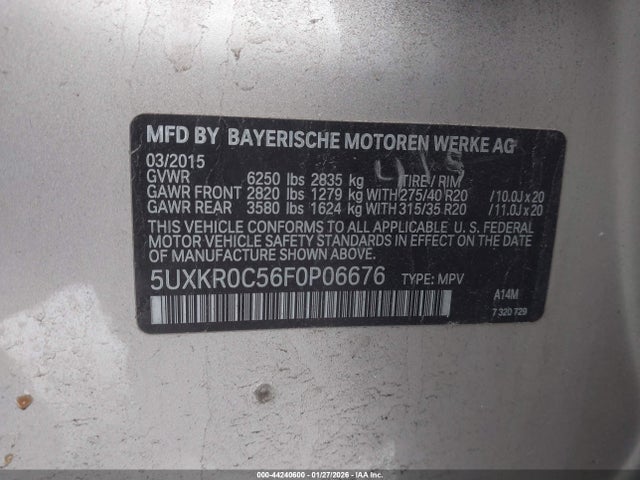 MFD BY BAYERISCHE MOTOREN WERKE AG
03/2015 418
GVWR 6250 lbs 2835 kg TIRE / RIM
GAWR FRONT 2820 lbs 1279 kg WITH 275/40 R20 / 10.0J x 20
GAWR REAR 3580 lbs 1624 kg WITH 315/35 R20 / 11.0J x 20
THIS VEHICLE CONFORMS TO ALL APPLICABLE U. S. FEDERAL
MOTOR VEHICLE SAFETY STANDARDS IN EFFECT ON THE DATE
OF MANUFACTURE SHOWN ABOVE.
5UXKR0C56F0P06676 TYPE: MPV
A14M
7 320 729
000-44240600 - 01/27/2026 - IAAI.COM